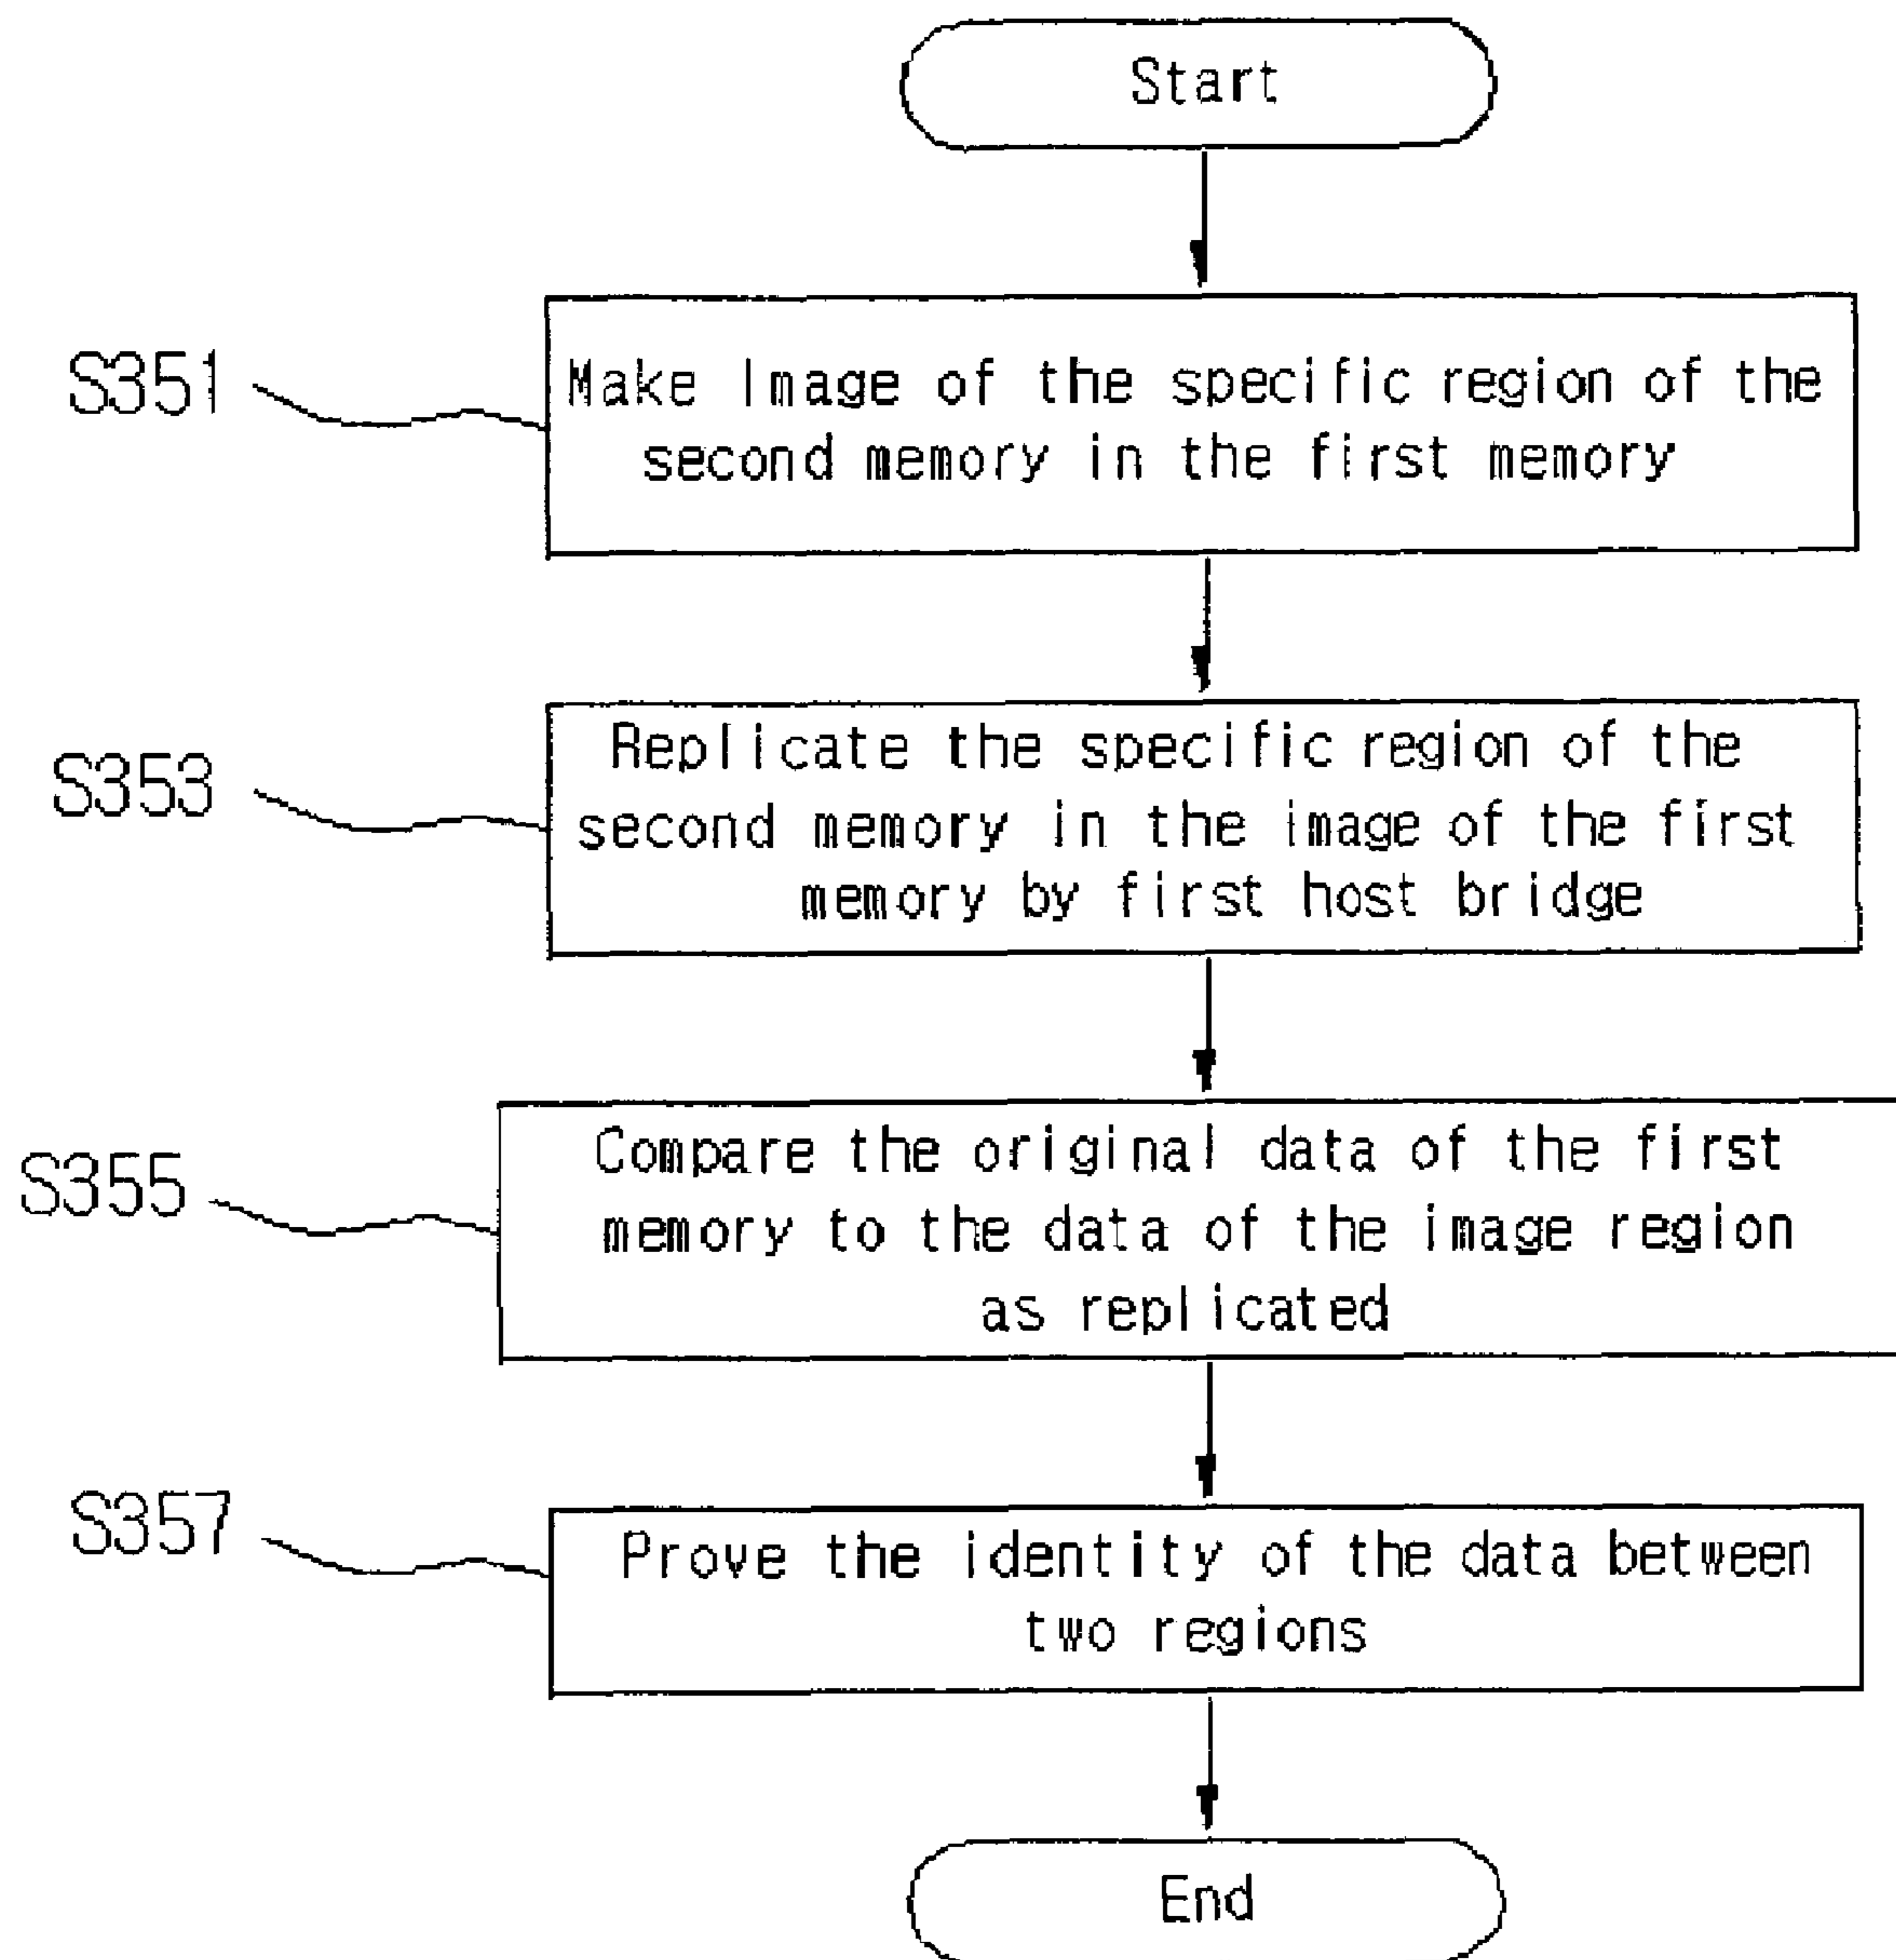 Start
S351
Make Image of the specific region of the
second memory in the first memory
S353
Replicate the specific region of the
second memory in the image of the first
memory by first host bridge
S355
Compare the original data of the first
memory to the data of the image region
as replicated
S357
Prove the identity of the data between
two regions
End